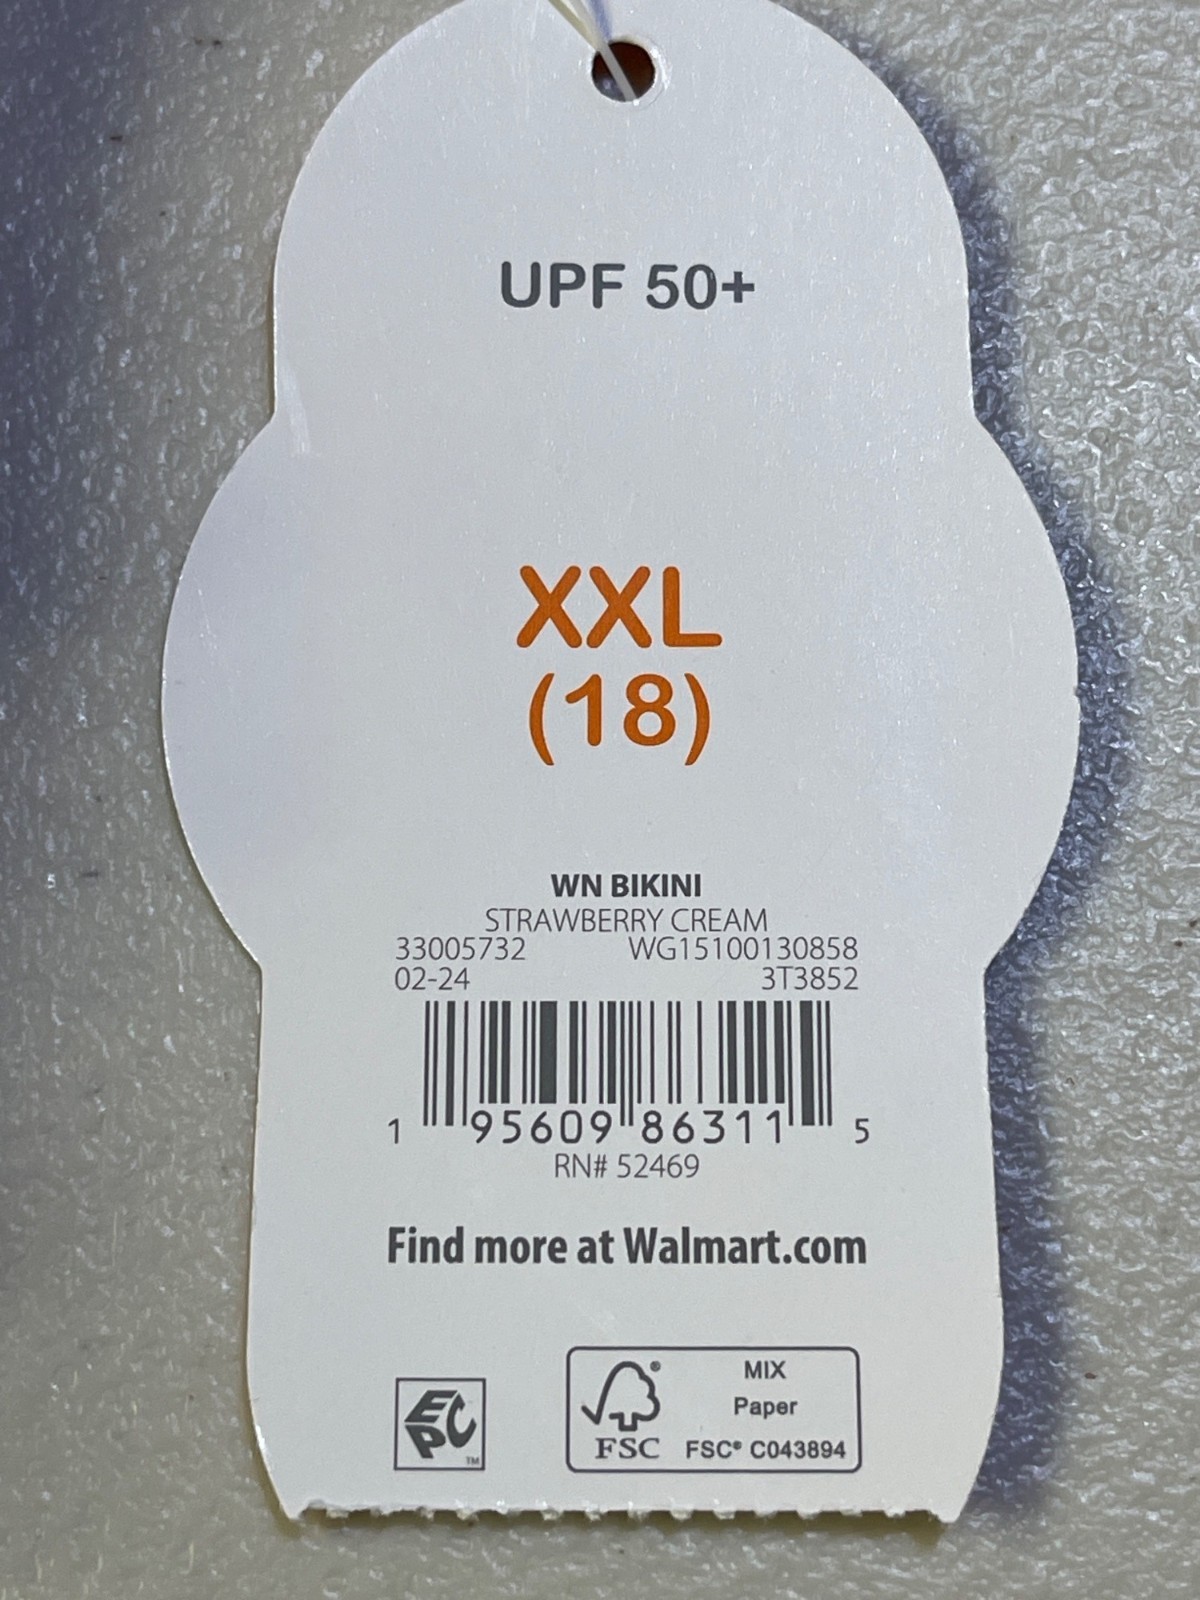 UPF 50+
XXL
(18)
WN BIKINI
STRAWBERRY CREAM
33005732 WG15100130858
02-24 3T3852
1 95609 86311 5
RN# 52469
Find more at Walmart.com
EPC™
FSC®
MIX
Paper
FSC® C043894